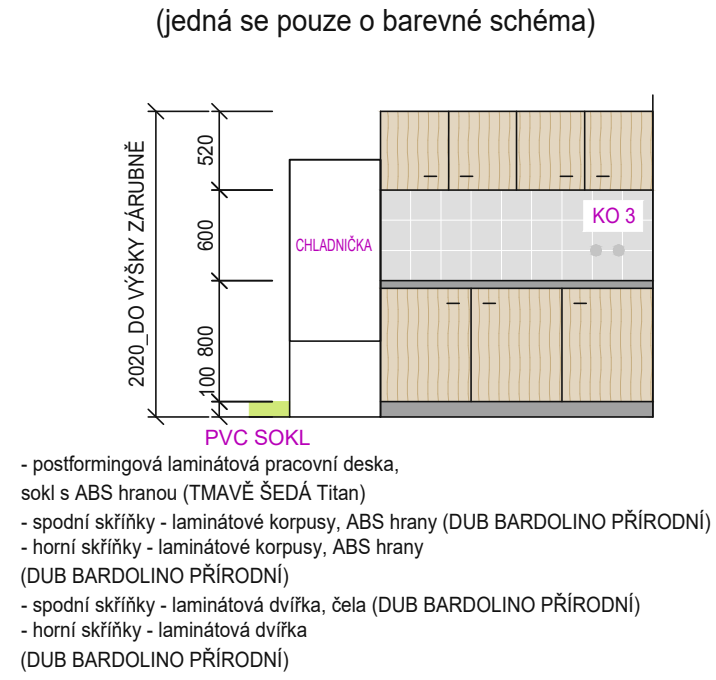 (jedná se pouze o barevné schéma)
2020_DO VÝŠKY ZÁRUBNĚ
520
600
800
100
CHLADNIČKA
KO 3
PVC SOKL
- postformingová laminátová pracovní deska,
sokl s ABS hranou (TMAVĚ ŠEDÁ Titan)
- spodní skříňky - laminátové korpusy, ABS hrany (DUB BARDOLINO PŘÍRODNÍ)
- horní skříňky - laminátové korpusy, ABS hrany
(DUB BARDOLINO PŘÍRODNÍ)
- spodní skříňky - laminátová dvířka, čela (DUB BARDOLINO PŘÍRODNÍ)
- horní skříňky - laminátová dvířka
(DUB BARDOLINO PŘÍRODNÍ)